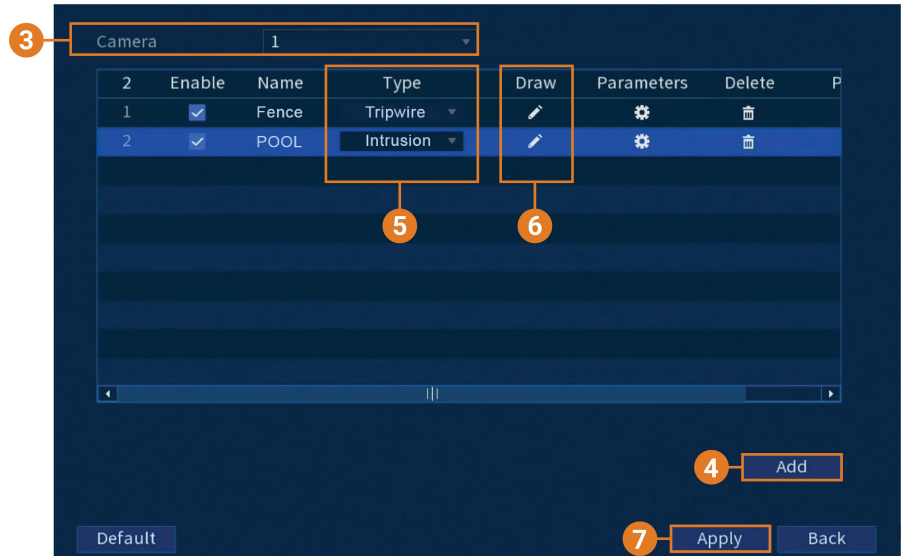 3 Camera 1
2 Enable Name Type Draw Parameters Delete P
1 Fence Tripwire
2 POOL Intrusion
5 6
4 Add
Default 7 Apply Back